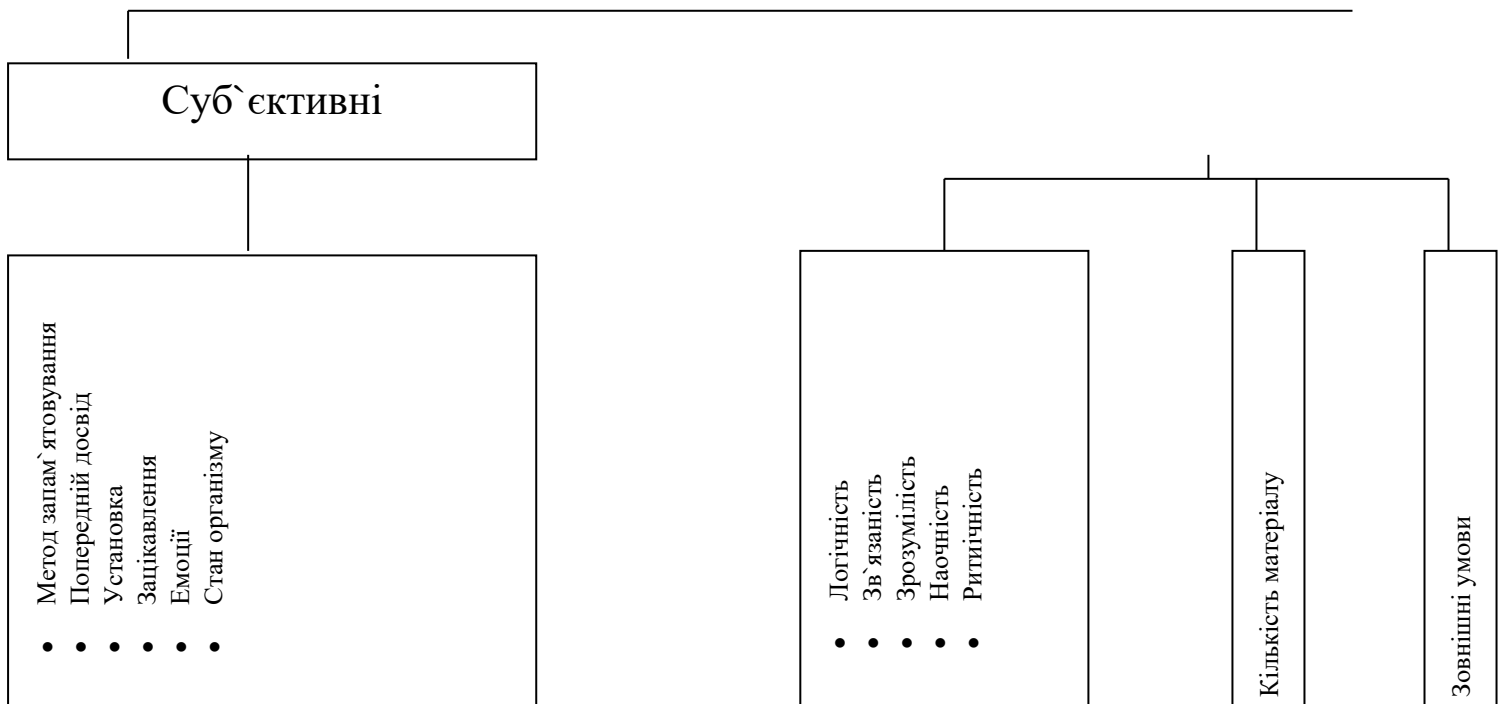 Суб`єктивні
• Метод запам`ятовування
• Попередній досвід
• Установка
• Зацікавлення
• Емоції
• Стан організму
• Логічність
• Зв`язаність
• Зрозумілість
• Наочність
• Ритиічність
Кількість матеріалу
Зовнішні умови